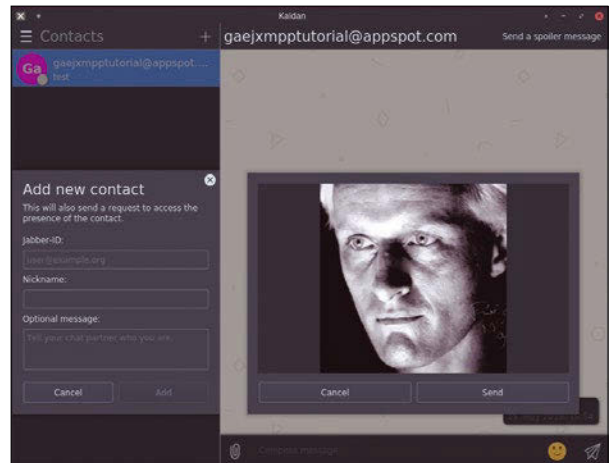 Kaidan
Contacts
gaejxmpptutorial@appspot.com
Send a spoiler message
Ga
gaejxmpptutorial@appspot....
test
Add new contact
This will also send a request to access the
presence of the contact.
Jabber-ID:
user@example.org
Nickname:
Optional message:
Tell your chat partner who you are.
Cancel
Add
Cancel
Send
Compose message